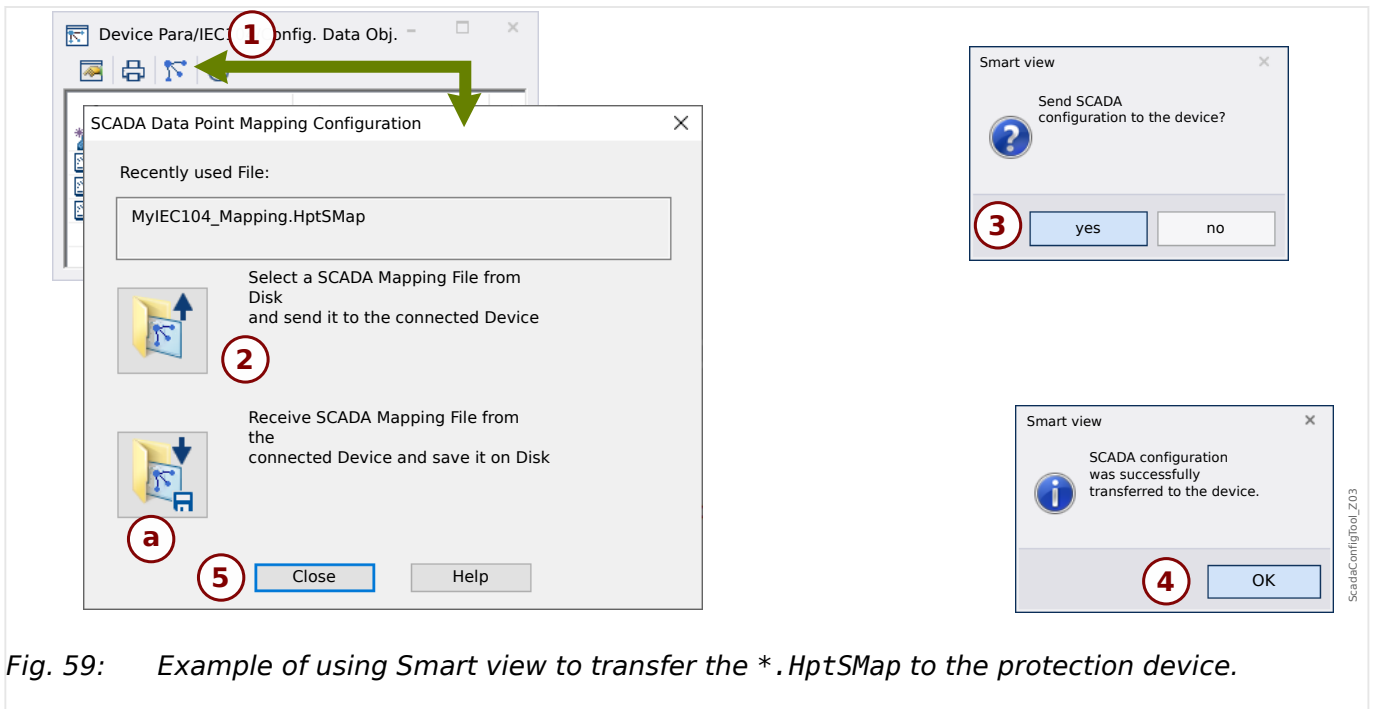 Device Para/IEC1
onfig. Data Obj.
1
SCADA Data Point Mapping Configuration
Recently used File:
MyIEC104_Mapping.HptSMap
Select a SCADA Mapping File from
Disk
and send it to the connected Device
2
Receive SCADA Mapping File from
the
connected Device and save it on Disk
a
5
Close
Help
Smart view
Send SCADA
configuration to the device?
3
yes
no
Smart view
SCADA configuration
was successfully
transferred to the device.
4
OK
ScadaConfigTool_Z03
Fig. 59: Example of using Smart view to transfer the *.HptSMap to the protection device.